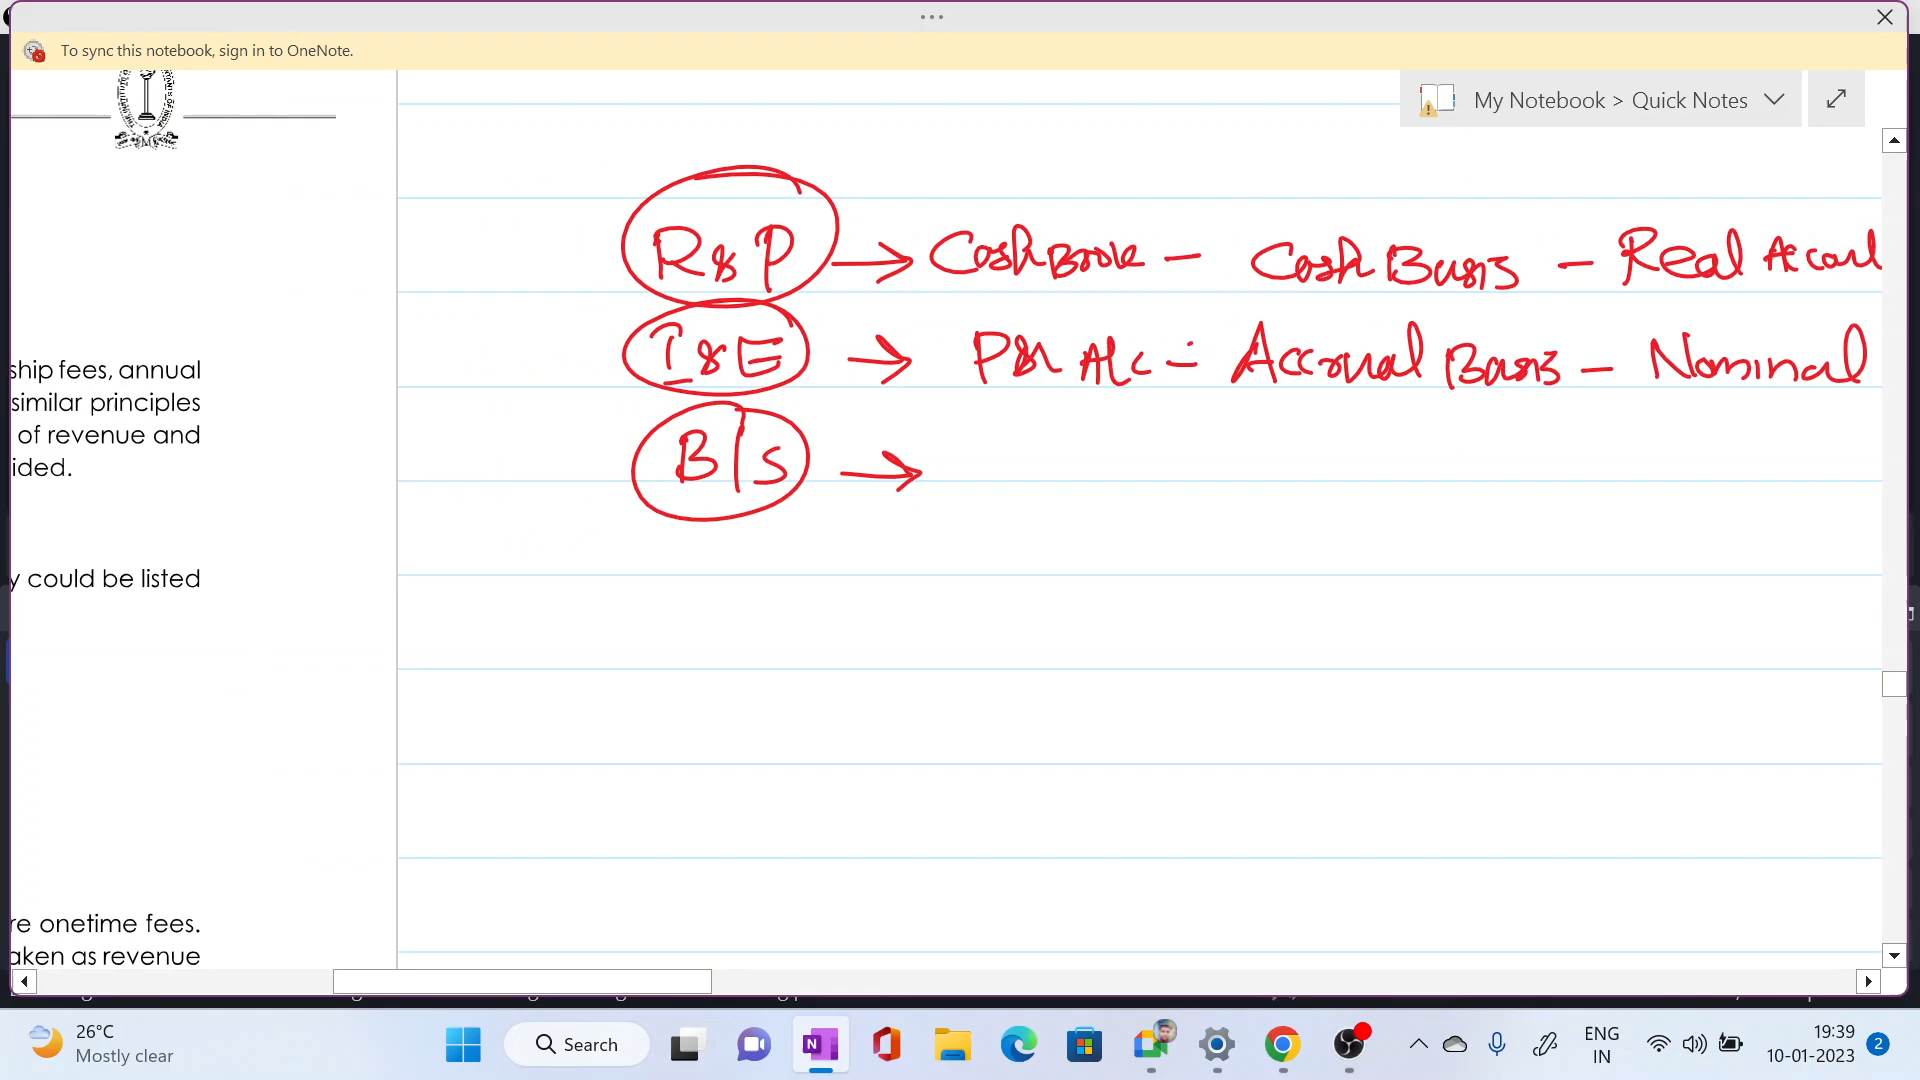 To sync this notebook, sign in to OneNote.
My Notebook > Quick Notes
R&P → Cash Book - Cash Basis - Real Account
I&E → P&L A/c - Accrual Basis - Nominal
B/S →
ship fees, annual
similar principles
of revenue and
ided.
y could be listed
re onetime fees.
aken as revenue
26°C
Mostly clear
Search
ENG
IN
19:39
10-01-2023
2